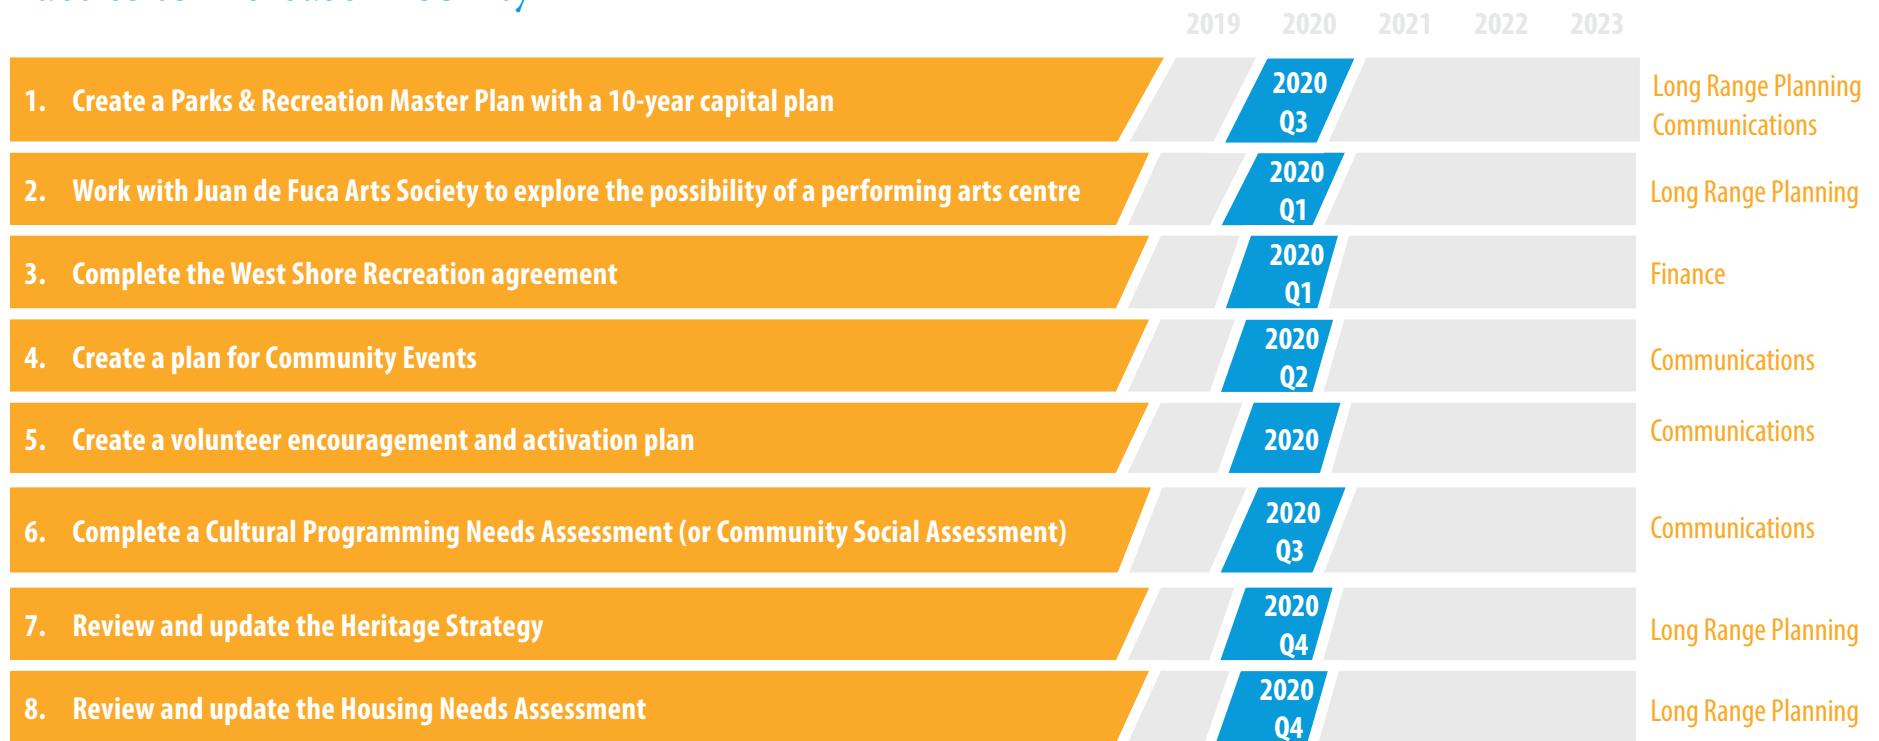 2019 2020 2021 2022 2023
1. Create a Parks & Recreation Master Plan with a 10-year capital plan
2020
Q3
Long Range Planning
Communications
2. Work with Juan de Fuca Arts Society to explore the possibility of a performing arts centre
2020
Q1
Long Range Planning
3. Complete the West Shore Recreation agreement
2020
Q1
Finance
4. Create a plan for Community Events
2020
Q2
Communications
5. Create a volunteer encouragement and activation plan
2020
Communications
6. Complete a Cultural Programming Needs Assessment (or Community Social Assessment)
2020
Q3
Communications
7. Review and update the Heritage Strategy
2020
Q4
Long Range Planning
8. Review and update the Housing Needs Assessment
2020
Q4
Long Range Planning